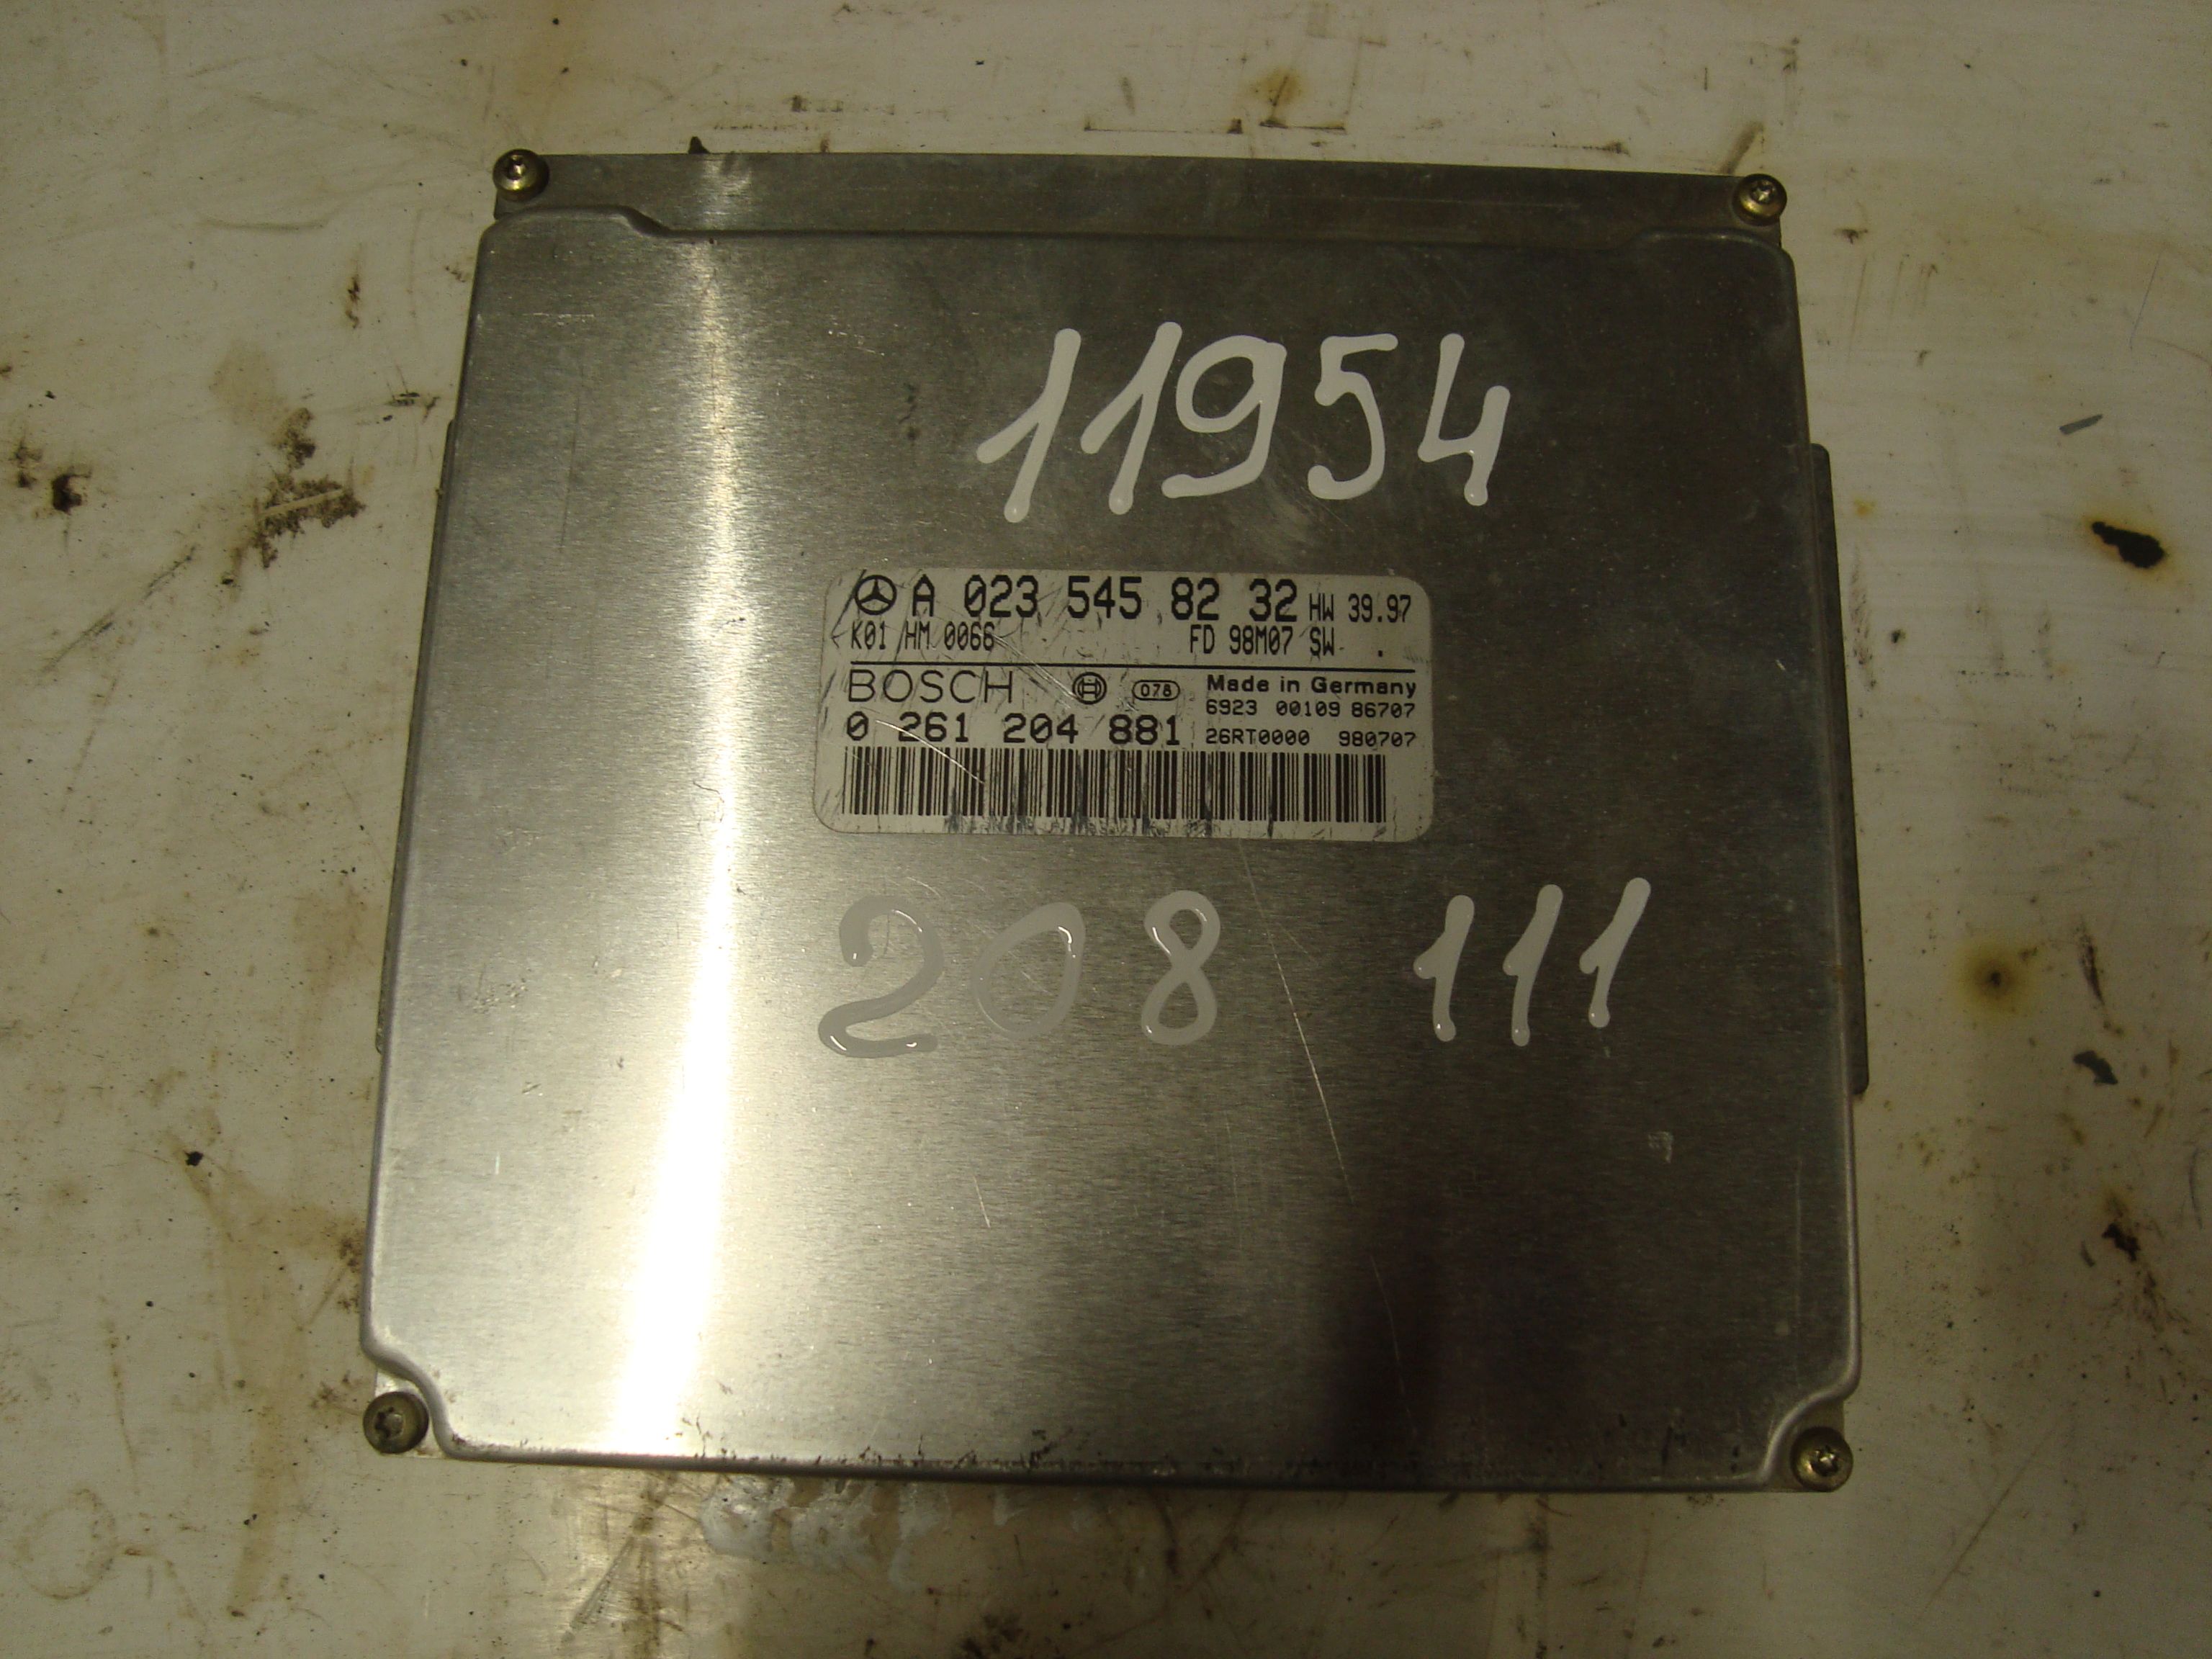 11954
A 023 545 82 32 HW 39.97
K01 HM 0066 FD 98M07 SW .
BOSCH 078 Made in Germany
6923 00109 86707
0 261 204 881 26RT0000 980707
208 111